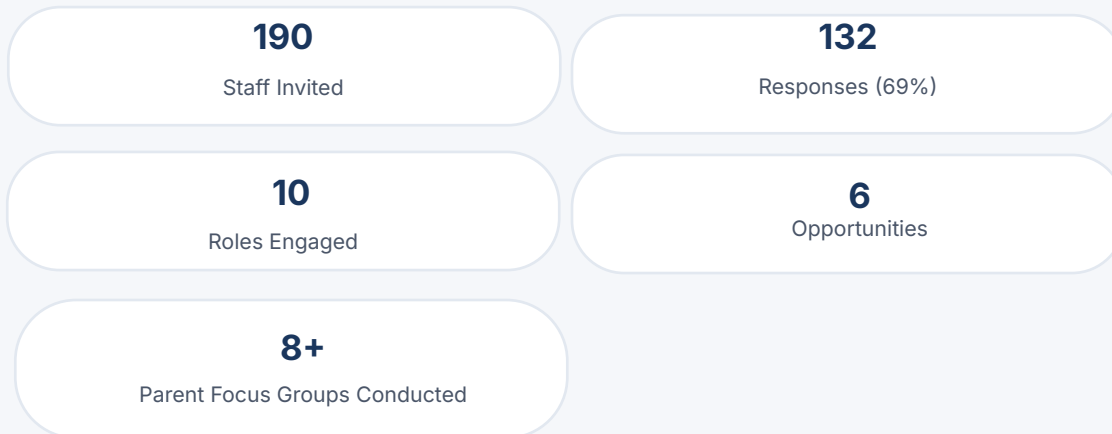 190
Staff Invited
132
Responses (69%)
10
Roles Engaged
6
Opportunities
8+
Parent Focus Groups Conducted